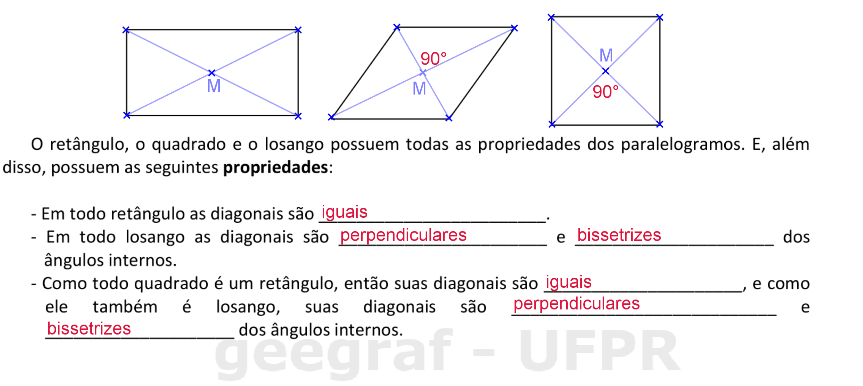 M
90°
M
M
90°
O retângulo, o quadrado e o losango possuem todas as propriedades dos paralelogramos. E, além
disso, possuem as seguintes propriedades:
- Em todo retângulo as diagonais são iguais.
- Em todo losango as diagonais são perpendiculares e bissetrizes dos
ângulos internos.
- Como todo quadrado é um retângulo, então suas diagonais são iguais, e como
ele também é losango, suas diagonais são perpendiculares e
bissetrizes dos ângulos internos.
geegraf - UFPR